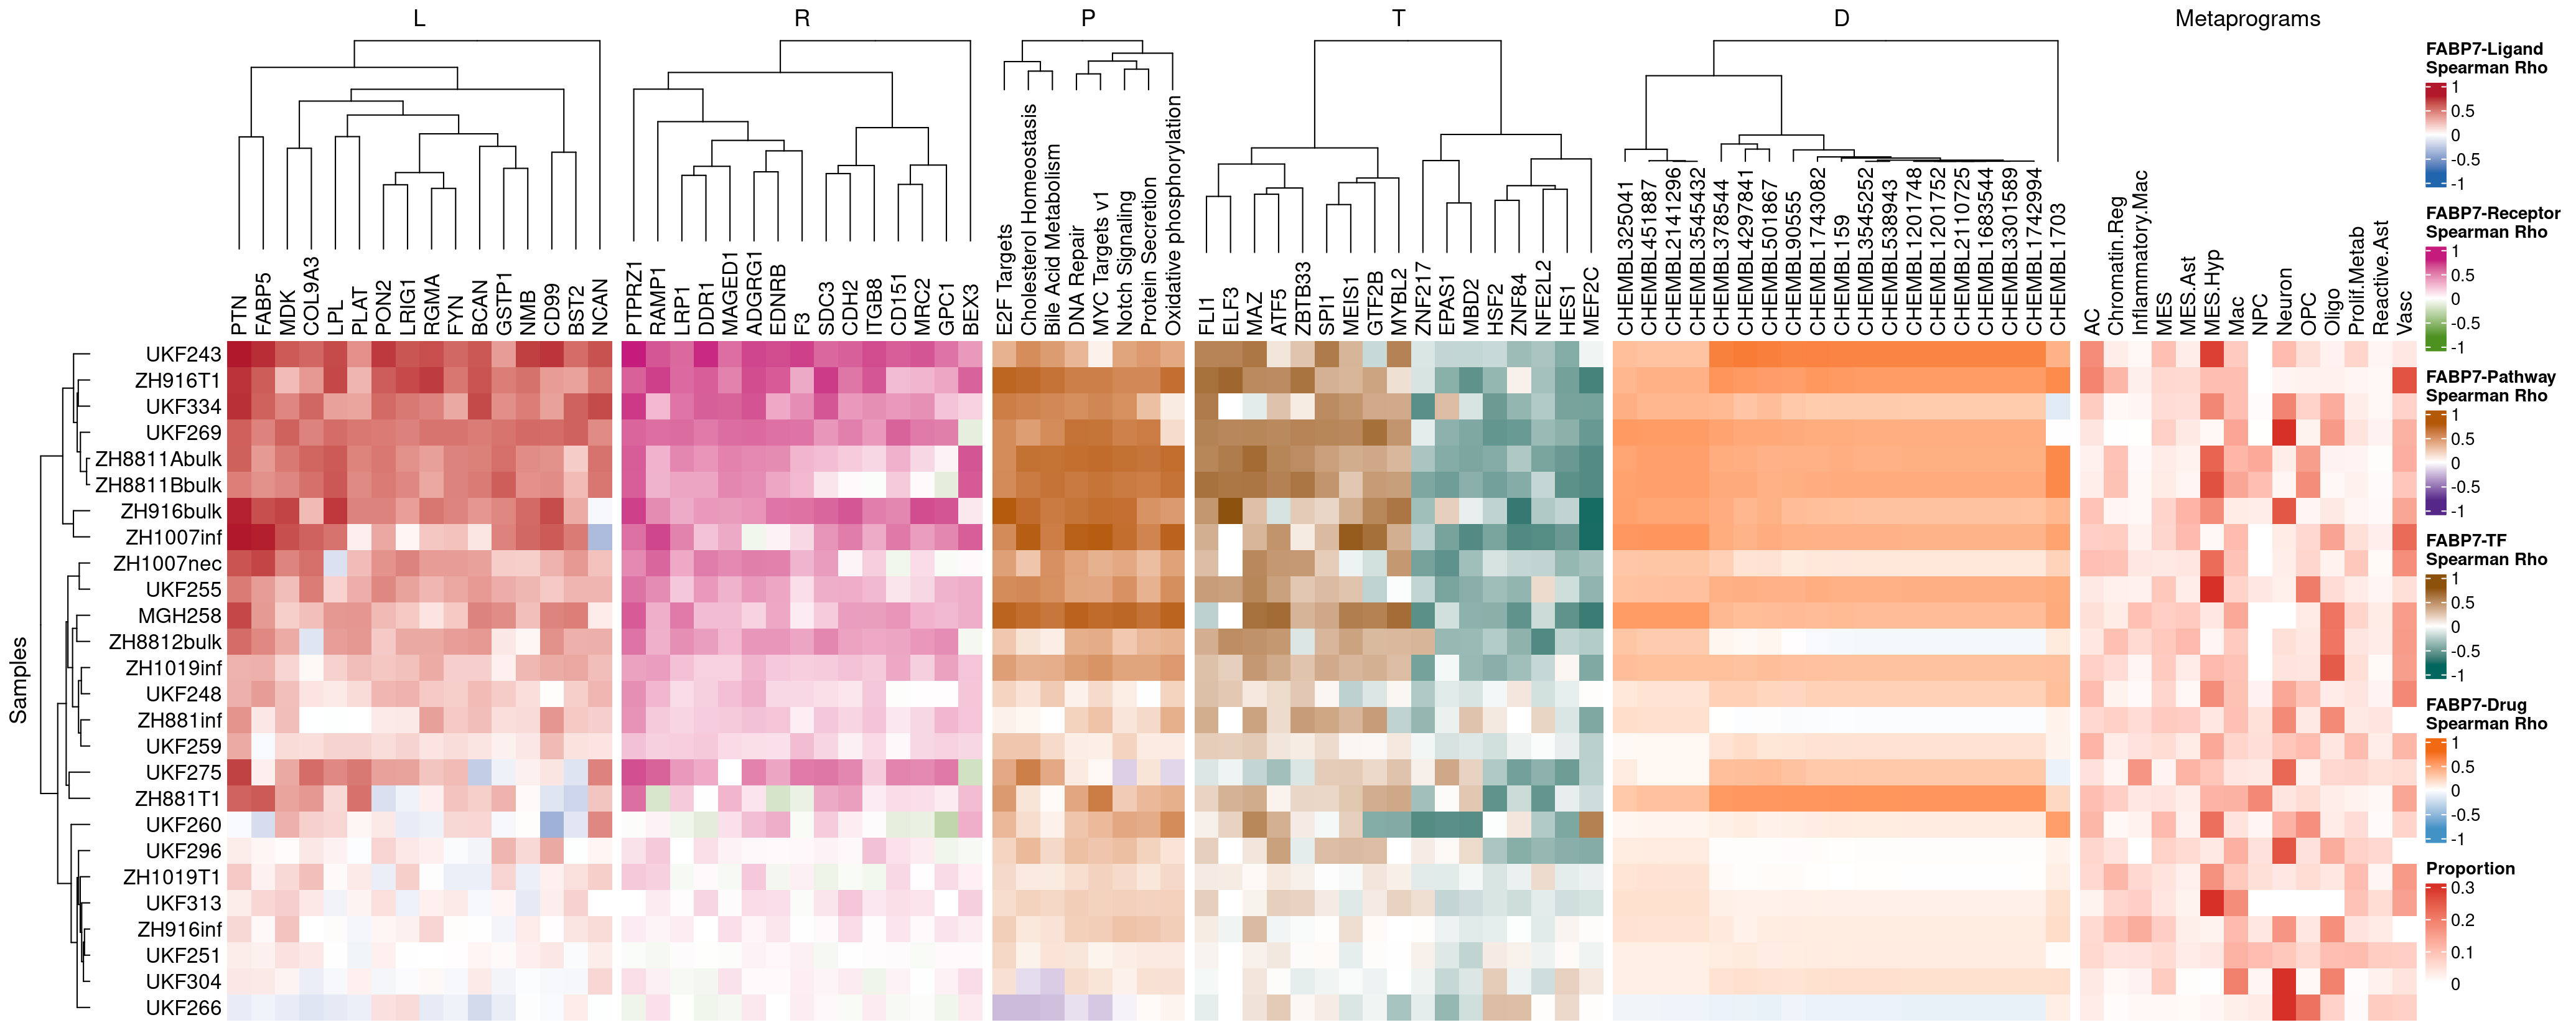 L
R
P
T
D
Metaprograms
PTN
FABP5
MDK
COL9A3
LPL
PLAT
PON2
LRIG1
RGMA
FYN
BCAN
GSTP1
NMB
CD99
BST2
NCAN
PTPRZ1
RAMP1
LRP1
DDR1
MAGED1
ADGRG1
EDNRB
F3
SDC3
CDH2
ITGB8
CD151
MRC2
GPC1
BEX3
E2F Targets
Cholesterol Homeostasis
Bile Acid Metabolism
DNA Repair
MYC Targets v1
Notch Signaling
Protein Secretion
Oxidative phosphorylation
FLI1
ELF3
MAZ
ATF5
ZBTB33
SPI1
MEIS1
GTF2B
MYBL2
ZNF217
EPAS1
MBD2
HSF2
ZNF84
NFE2L2
HES1
MEF2C
CHEMBL325041
CHEMBL451887
CHEMBL2141296
CHEMBL3545432
CHEMBL378544
CHEMBL4297841
CHEMBL501867
CHEMBL90555
CHEMBL1743082
CHEMBL159
CHEMBL3545252
CHEMBL538943
CHEMBL1201748
CHEMBL1201752
CHEMBL2110725
CHEMBL1683544
CHEMBL3301589
CHEMBL1742994
CHEMBL1703
AC
Chromatin.Reg
Inflammatory.Mac
MES
MES.Ast
MES.Hyp
Mac
NPC
Neuron
OPC
Oligo
Prolif.Metab
Reactive.Ast
Vasc
Samples
UKF243
ZH916T1
UKF334
UKF269
ZH8811Abulk
ZH8811Bbulk
ZH916bulk
ZH1007inf
ZH1007nec
UKF255
MGH258
ZH8812bulk
ZH1019inf
UKF248
ZH881inf
UKF259
UKF275
ZH881T1
UKF260
UKF296
ZH1019T1
UKF313
ZH916inf
UKF251
UKF304
UKF266
FABP7-Ligand
Spearman Rho
1
0.5
0
-0.5
-1
FABP7-Receptor
Spearman Rho
1
0.5
0
-0.5
-1
FABP7-Pathway
Spearman Rho
1
0.5
0
-0.5
-1
FABP7-TF
Spearman Rho
1
0.5
0
-0.5
-1
FABP7-Drug
Spearman Rho
1
0.5
0
-0.5
-1
Proportion
0.3
0.2
0.1
0